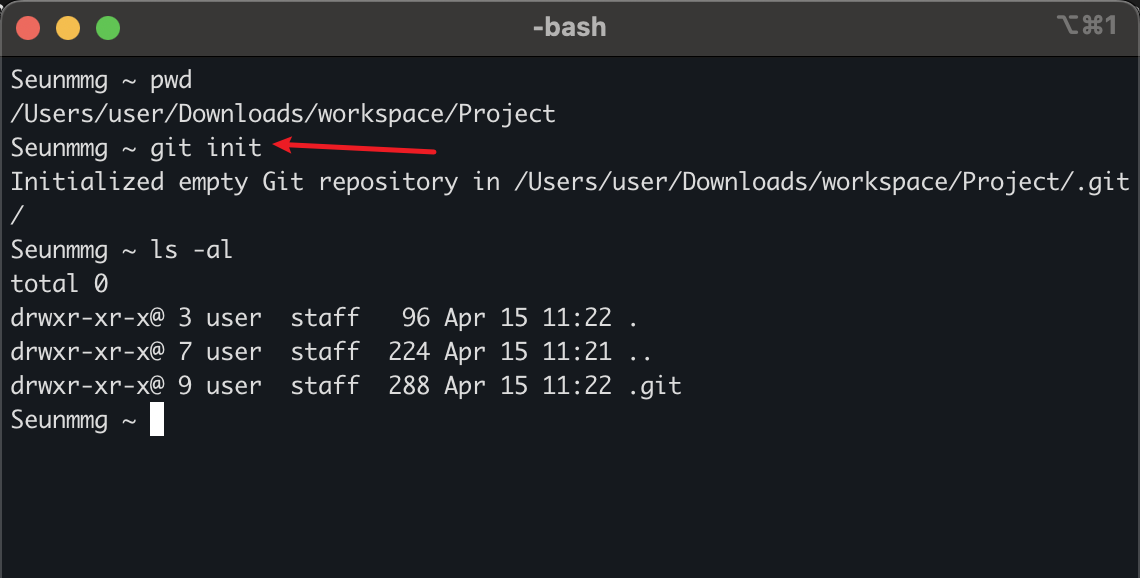 -bash
⌥⌘1
Seunmmg ~ pwd
/Users/user/Downloads/workspace/Project
Seunmmg ~ git init
Initialized empty Git repository in /Users/user/Downloads/workspace/Project/.git
/
Seunmmg ~ ls -al
total 0
drwxr-xr-x@ 3 user  staff   96 Apr 15 11:22 .
drwxr-xr-x@ 7 user  staff  224 Apr 15 11:21 ..
drwxr-xr-x@ 9 user  staff  288 Apr 15 11:22 .git
Seunmmg ~